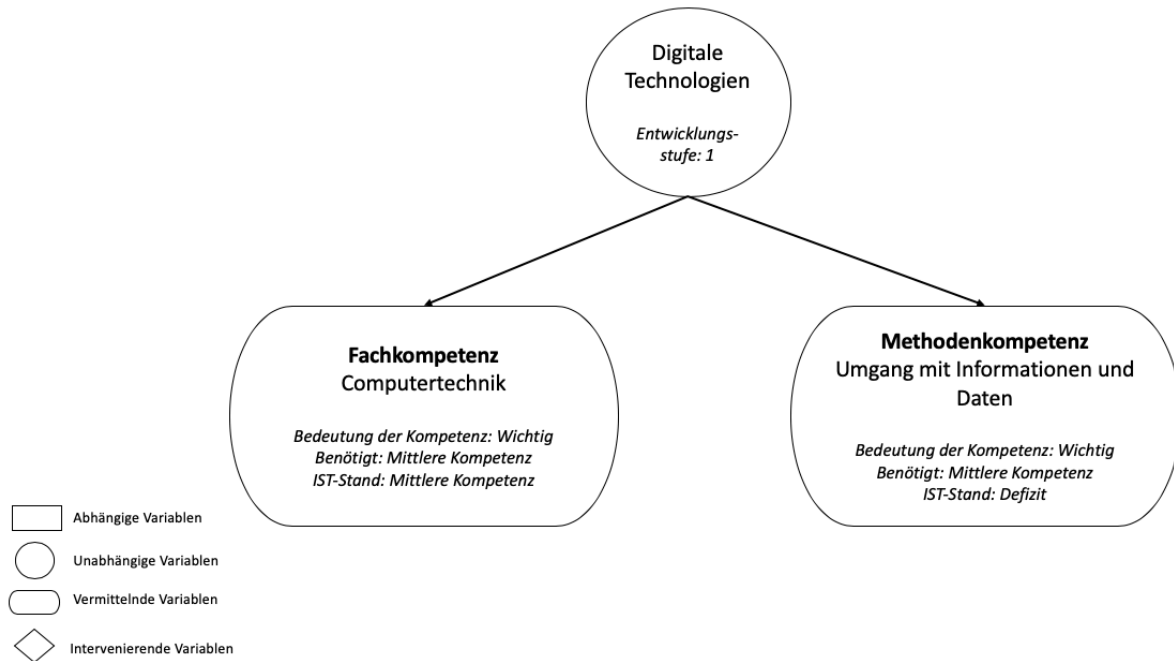 Digitale
Technologien
Entwicklungs-
stufe: 1
Fachkompetenz
Computertechnik
Bedeutung der Kompetenz: Wichtig
Benötigt: Mittlere Kompetenz
IST-Stand: Mittlere Kompetenz
Methodenkompetenz
Umgang mit Informationen und
Daten
Bedeutung der Kompetenz: Wichtig
Benötigt: Mittlere Kompetenz
IST-Stand: Defizit
Abhängige Variablen
Unabhängige Variablen
Vermittelnde Variablen
Intervenierende Variablen